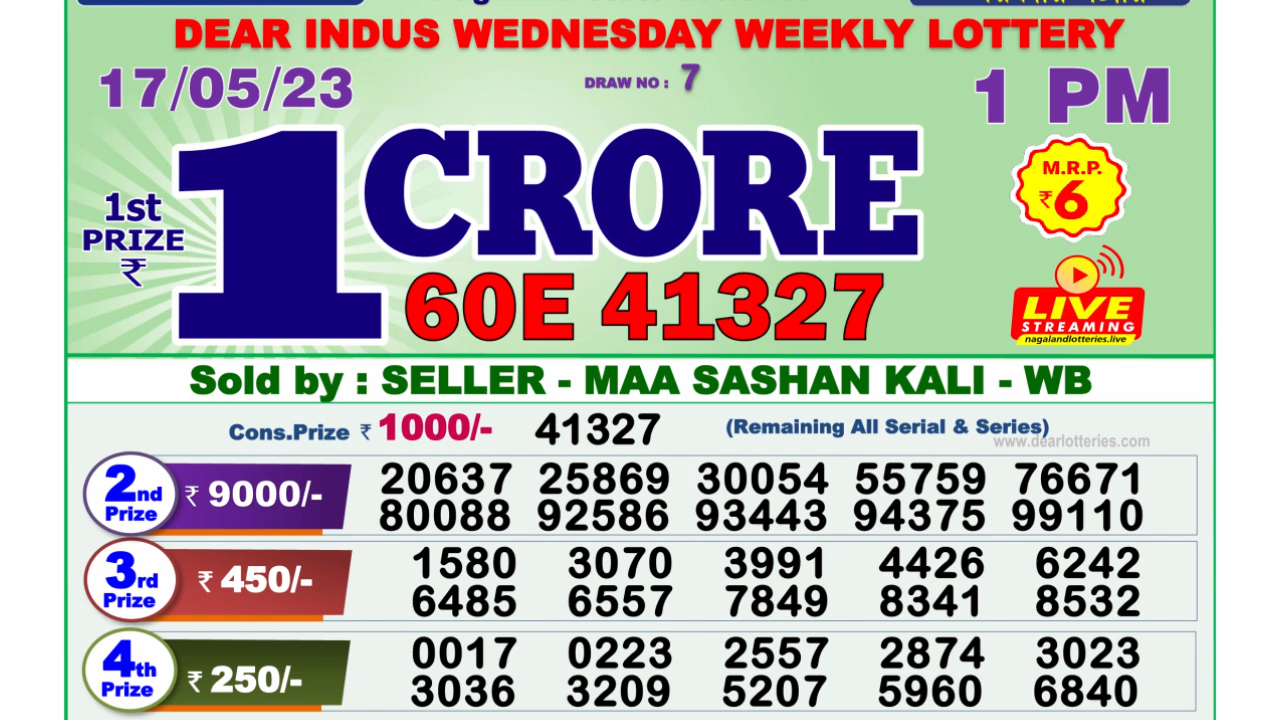 DEAR INDUS WEDNESDAY WEEKLY LOTTERY
17/05/23
DRAW NO : 7
1 PM
1st
PRIZE
₹
1 CRORE
60E 41327
M.R.P.
₹6
LIVE
STREAMING
nagalandlotteries.live
Sold by : SELLER - MAA SASHAN KALI - WB
Cons.Prize ₹ 1000/- 41327 (Remaining All Serial & Series)
www.dearlotteries.com
2nd Prize ₹ 9000/-
20637 25869 30054 55759 76671
80088 92586 93443 94375 99110
3rd Prize ₹ 450/-
1580 3070 3991 4426 6242
6485 6557 7849 8341 8532
4th Prize ₹ 250/-
0017 0223 2557 2874 3023
3036 3209 5207 5960 6840